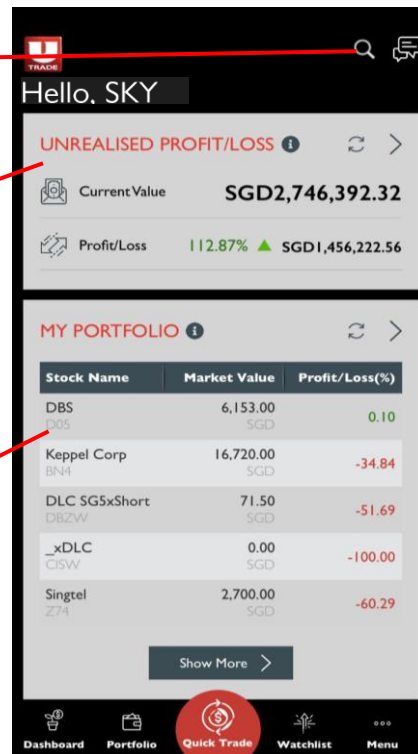 U
TRADE
Hello, SKY
UNREALISED PROFIT/LOSS i
Current Value SGD2,746,392.32
Profit/Loss 112.87% ▲ SGD1,456,222.56
MY PORTFOLIO i
Stock Name Market Value Profit/Loss(%)
DBS 6,153.00 0.10
D05 SGD
Keppel Corp 16,720.00 -34.84
BN4 SGD
DLC SG5xShort 71.50 -51.69
DBZW SGD
_xDLC 0.00 -100.00
CISW SGD
Singtel 2,700.00 -60.29
Z74 SGD
Show More >
Dashboard Portfolio Quick Trade Watchlist Menu